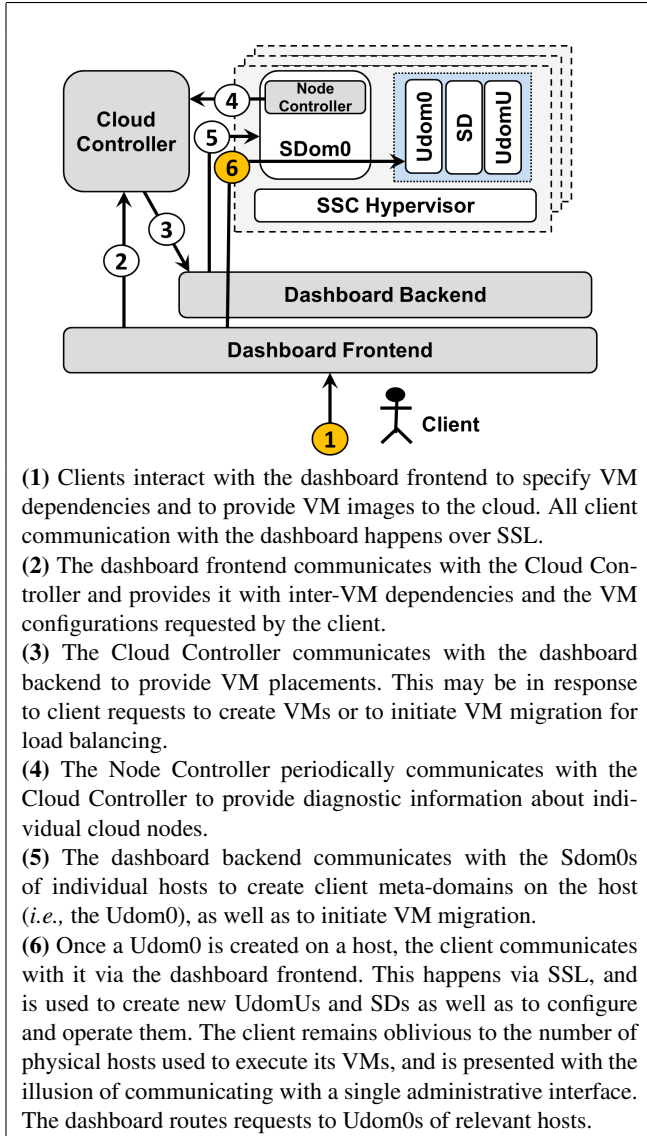 Cloud
Controller
4
Node
Controller
5
SDom0
6
Udom0
SD
UdomU
SSC Hypervisor
3
2
Dashboard Backend
Dashboard Frontend
1
Client
(1) Clients interact with the dashboard frontend to specify VM
dependencies and to provide VM images to the cloud. All client
communication with the dashboard happens over SSL.
(2) The dashboard frontend communicates with the Cloud Con-
troller and provides it with inter-VM dependencies and the VM
configurations requested by the client.
(3) The Cloud Controller communicates with the dashboard
backend to provide VM placements. This may be in response
to client requests to create VMs or to initiate VM migration for
load balancing.
(4) The Node Controller periodically communicates with the
Cloud Controller to provide diagnostic information about indi-
vidual cloud nodes.
(5) The dashboard backend communicates with the Sdom0s
of individual hosts to create client meta-domains on the host
(i.e., the Udom0), as well as to initiate VM migration.
(6) Once a Udom0 is created on a host, the client communicates
with it via the dashboard frontend. This happens via SSL, and
is used to create new UdomUs and SDs as well as to configure
and operate them. The client remains oblivious to the number of
physical hosts used to execute its VMs, and is presented with the
illusion of communicating with a single administrative interface.
The dashboard routes requests to Udom0s of relevant hosts.